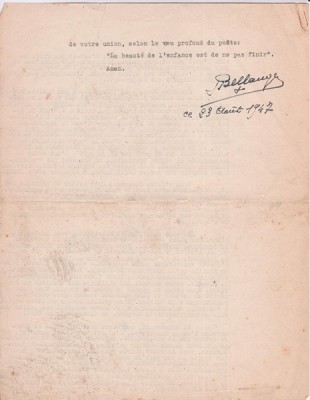 de votre union, selon le vœu profond du poëte:
"La beauté de l'enfance est de ne pas finir".
Amen.
Bellanger
ce 23 Août 1947